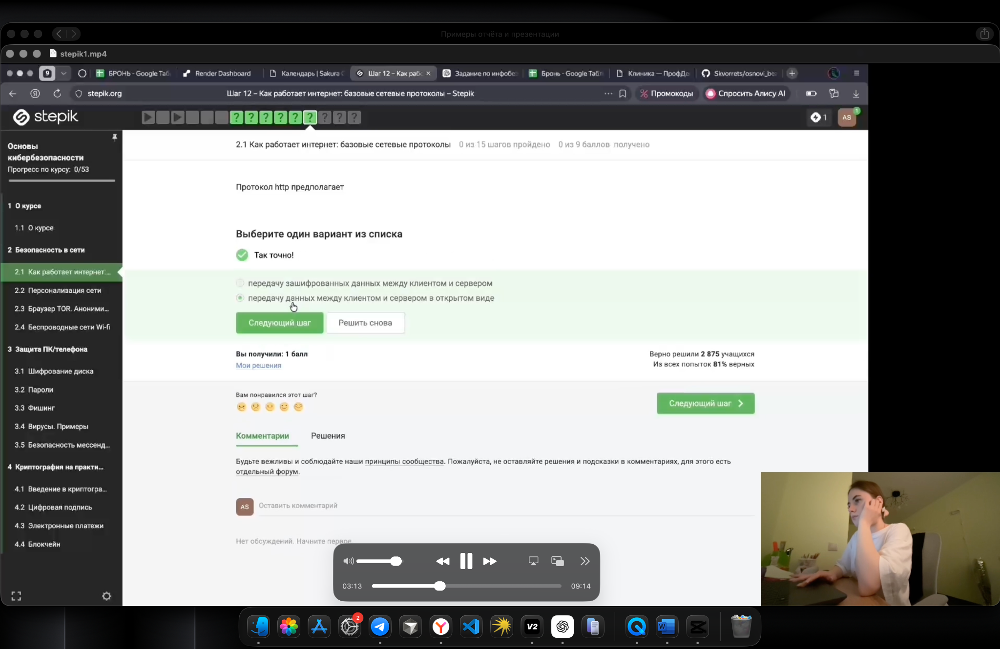 Примеры отчёта и презентации
stepik1.mp4
9
БРОНЬ - Google Таб
Render Dashboard
Календарь | Sakura
Шаг 12 – Как раб
Задание по инфобе
Бронь - Google Табл
Клиника — ПрофДе
Skvorrets/osnovi_be
stepik.org
Шаг 12 – Как работает интернет: базовые сетевые протоколы – Stepik
Промокоды
Спросить Алису AI
stepik
1
AS
1
Основы
кибербезопасности
Прогресс по курсу: 0/53
1 О курсе
1.1 О курсе
2 Безопасность в сети
2.1 Как работает интернет:...
2.2 Персонализация сети
2.3 Браузер TOR. Аноними...
2.4 Беспроводные сети Wi-fi
3 Защита ПК/телефона
3.1 Шифрование диска
3.2 Пароли
3.3 Фишинг
3.4 Вирусы. Примеры
3.5 Безопасность мессенд...
4 Криптография на практи...
4.1 Введение в криптогра...
4.2 Цифровая подпись
4.3 Электронные платежи
4.4 Блокчейн
2.1 Как работает интернет: базовые сетевые протоколы 0 из 15 шагов пройдено 0 из 9 баллов получено
Протокол http предполагает
Выберите один вариант из списка
Так точно!
передачу зашифрованных данных между клиентом и сервером
передачу данных между клиентом и сервером в открытом виде
Следующий шаг
Решить снова
Вы получили: 1 балл
Мои решения
Верно решили 2 875 учащихся
Из всех попыток 81% верных
Вам понравился этот шаг?
Следующий шаг
Комментарии
Решения
Будьте вежливы и соблюдайте наши принципы сообщества. Пожалуйста, не оставляйте решения и подсказки в комментариях, для этого есть
отдельный форум.
AS
Оставить комментарий
Нет обсуждений. Начните первое.
03:13
09:14
2
V2
W